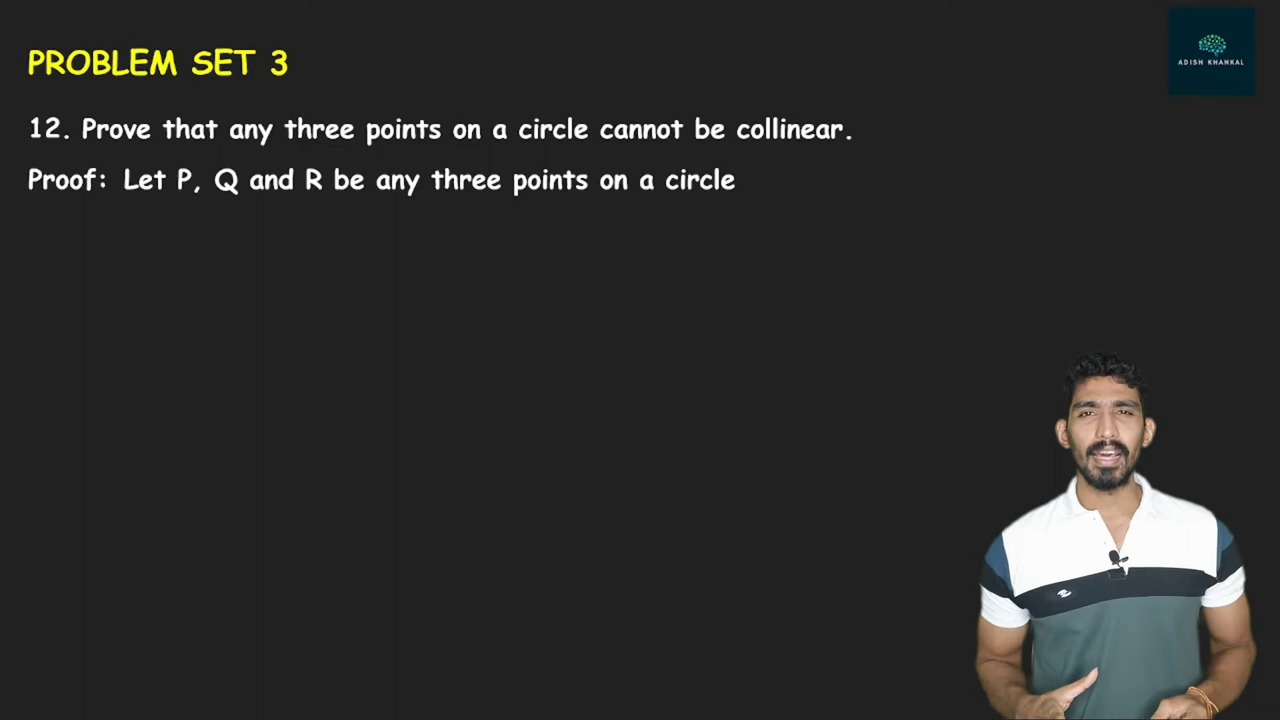 ADISH KHANKAL
PROBLEM SET 3
12. Prove that any three points on a circle cannot be collinear.
Proof: Let P, Q and R be any three points on a circle